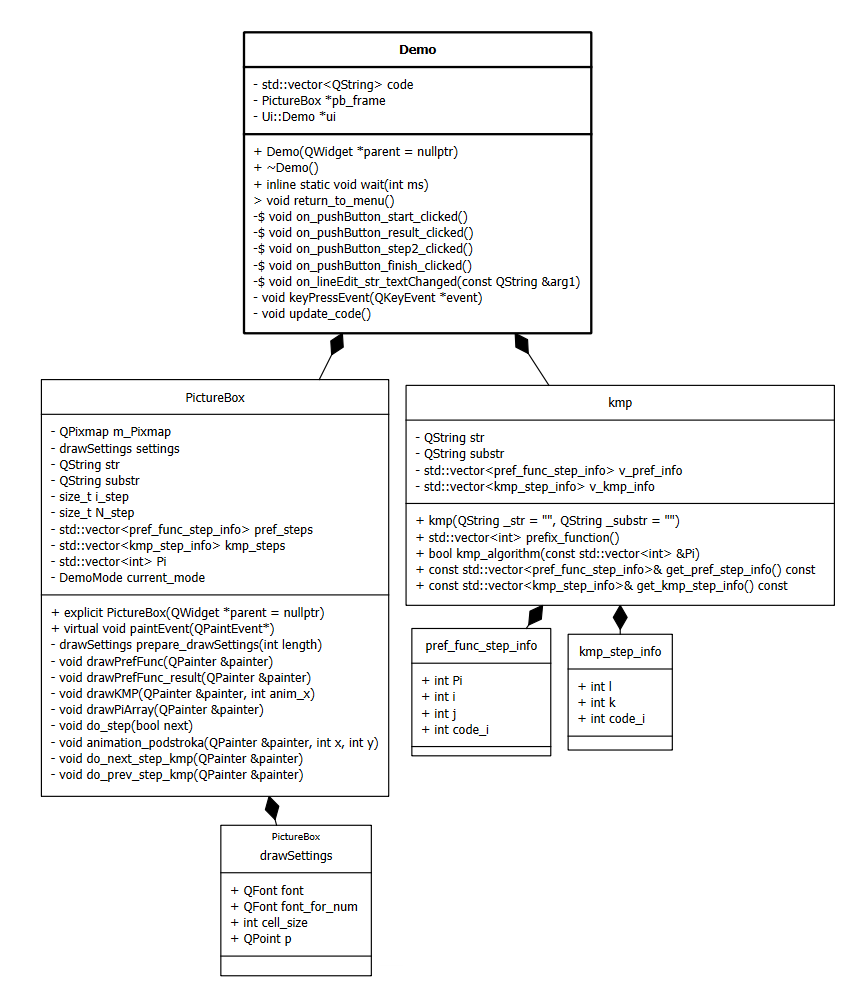 Demo
- std::vector<QString> code
- PictureBox *pb_frame
- Ui::Demo *ui
+ Demo(QWidget *parent = nullptr)
+ ~Demo()
+ inline static void wait(int ms)
> void return_to_menu()
-$ void on_pushButton_start_clicked()
-$ void on_pushButton_result_clicked()
-$ void on_pushButton_step2_clicked()
-$ void on_pushButton_finish_clicked()
-$ void on_lineEdit_str_textChanged(const QString &arg1)
- void keyPressEvent(QKeyEvent *event)
- void update_code()
PictureBox
- QPixmap m_Pixmap
- drawSettings settings
- QString str
- QString substr
- size_t i_step
- size_t N_step
- std::vector<pref_func_step_info> pref_steps
- std::vector<kmp_step_info> kmp_steps
- std::vector<int> Pi
- DemoMode current_mode
+ explicit PictureBox(QWidget *parent = nullptr)
+ virtual void paintEvent(QPaintEvent*)
- drawSettings prepare_drawSettings(int length)
- void drawPrefFunc(QPainter &painter)
- void drawPrefFunc_result(QPainter &painter)
- void drawKMP(QPainter &painter, int anim_x)
- void drawPiArray(QPainter &painter)
- void do_step(bool next)
- void animation_podstroka(QPainter &painter, int x, int y)
- void do_next_step_kmp(QPainter &painter)
- void do_prev_step_kmp(QPainter &painter)
kmp
- QString str
- QString substr
- std::vector<pref_func_step_info> v_pref_info
- std::vector<kmp_step_info> v_kmp_info
+ kmp(QString _str = "", QString _substr = "")
+ std::vector<int> prefix_function()
+ bool kmp_algorithm(const std::vector<int> &Pi)
+ const std::vector<pref_func_step_info>& get_pref_step_info() const
+ const std::vector<kmp_step_info>& get_kmp_step_info() const
pref_func_step_info
+ int Pi
+ int i
+ int j
+ int code_i
kmp_step_info
+ int l
+ int k
+ int code_i
PictureBox
drawSettings
+ QFont font
+ QFont font_for_num
+ int cell_size
+ QPoint p